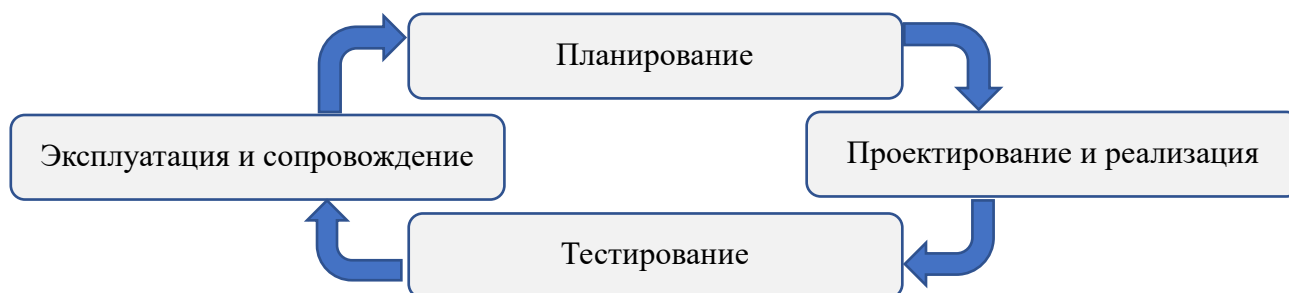 Планирование
Эксплуатация и сопровождение
Проектирование и реализация
Тестирование